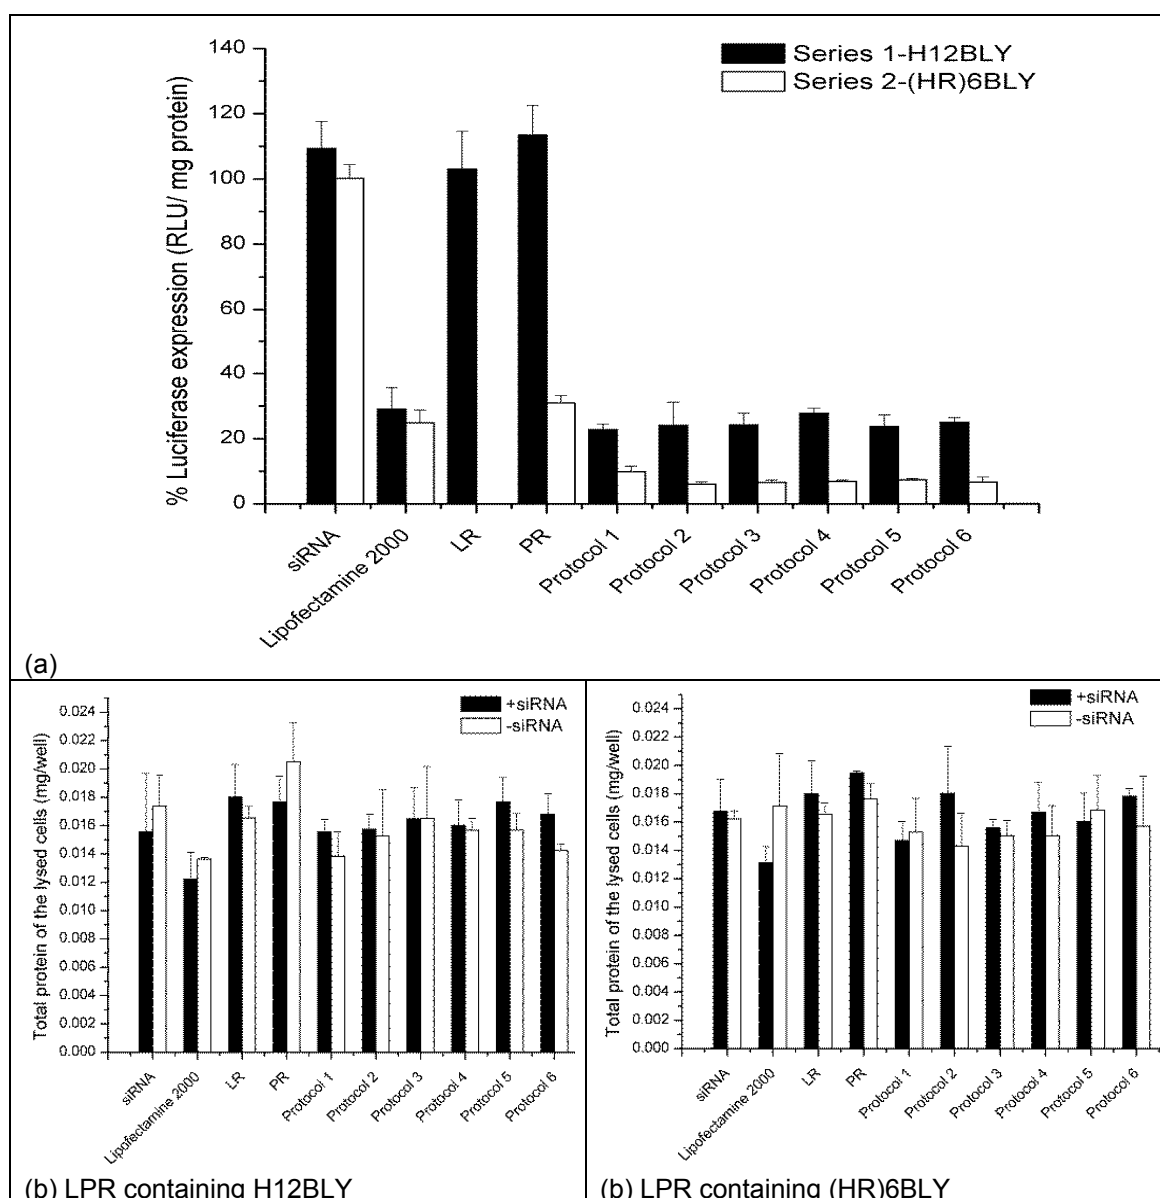 140
120
100
80
60
40
20
0
% Luciferase expression (RLU/ mg protein)
Series 1-H12BLY
Series 2-(HR)6BLY
siRNA
Lipofectamine 2000
LR
PR
Protocol 1
Protocol 2
Protocol 3
Protocol 4
Protocol 5
Protocol 6
(a)
0.024
0.022
0.020
0.018
0.016
0.014
0.012
0.010
0.008
0.006
0.004
0.002
0.000
Total protein of the lysed cells (mg/well)
+siRNA
-siRNA
siRNA
Lipofectamine 2000
LR
PR
Protocol 1
Protocol 2
Protocol 3
Protocol 4
Protocol 5
Protocol 6
(b) LPR containing H12BLY
0.024
0.022
0.020
0.018
0.016
0.014
0.012
0.010
0.008
0.006
0.004
0.002
0.000
Total protein of the lysed cells (mg/well)
+siRNA
-siRNA
siRNA
Lipofectamine 2000
LR
PR
Protocol 1
Protocol 2
Protocol 3
Protocol 4
Protocol 5
Protocol 6
(b) LPR containing (HR)6BLY